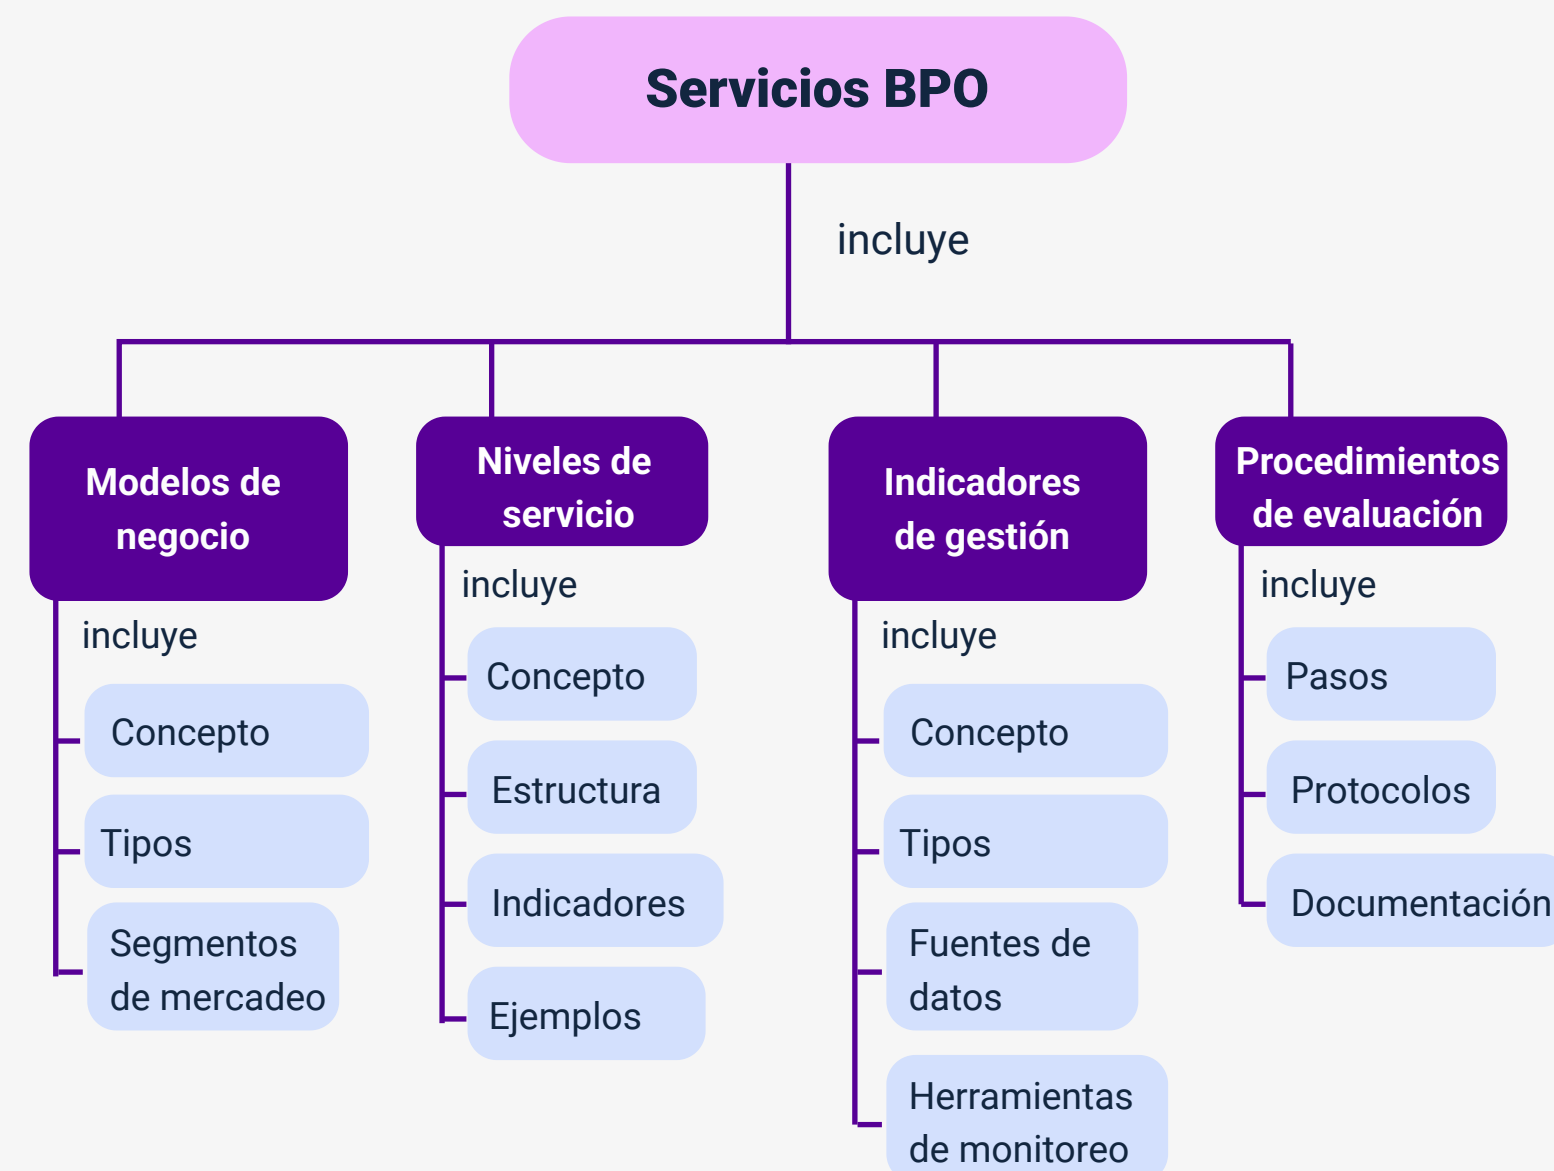 Servicios BPO
incluye
Modelos de
negocio
incluye
Concepto
Tipos
Segmentos
de mercadeo
Niveles de
servicio
incluye
Concepto
Estructura
Indicadores
Ejemplos
Indicadores
de gestión
incluye
Concepto
Tipos
Fuentes de
datos
Herramientas
de monitoreo
Procedimientos
de evaluación
incluye
Pasos
Protocolos
Documentación